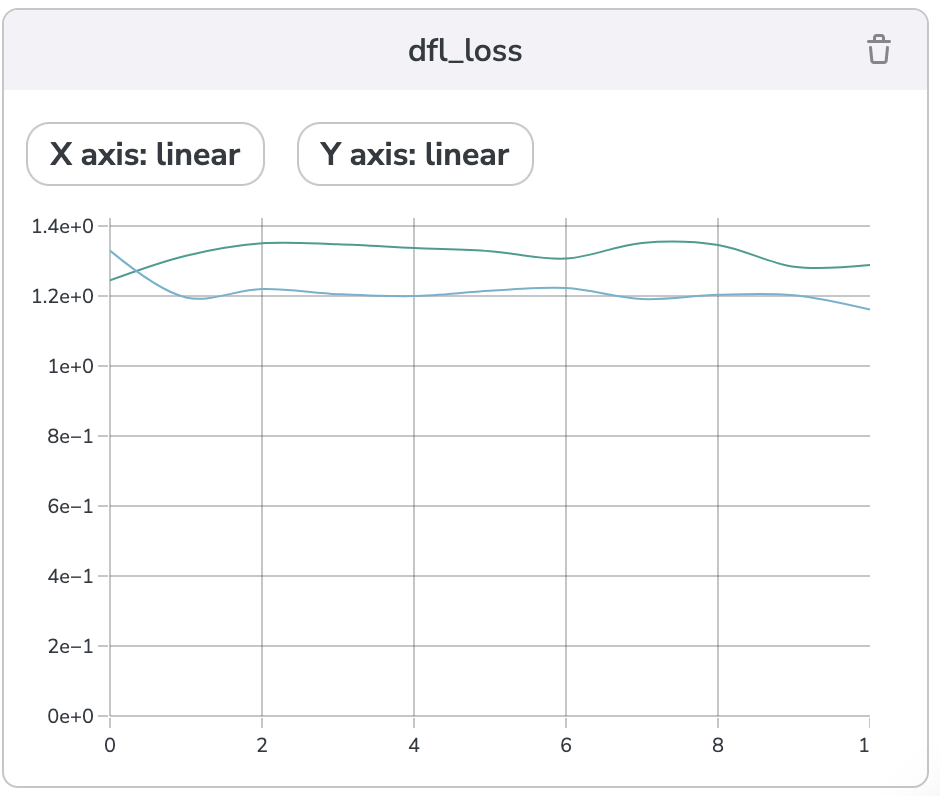 dfl_loss
X axis: linear
Y axis: linear
1.4e+0
1.2e+0
1e+0
8e−1
6e−1
4e−1
2e−1
0e+0
0 2 4 6 8 1